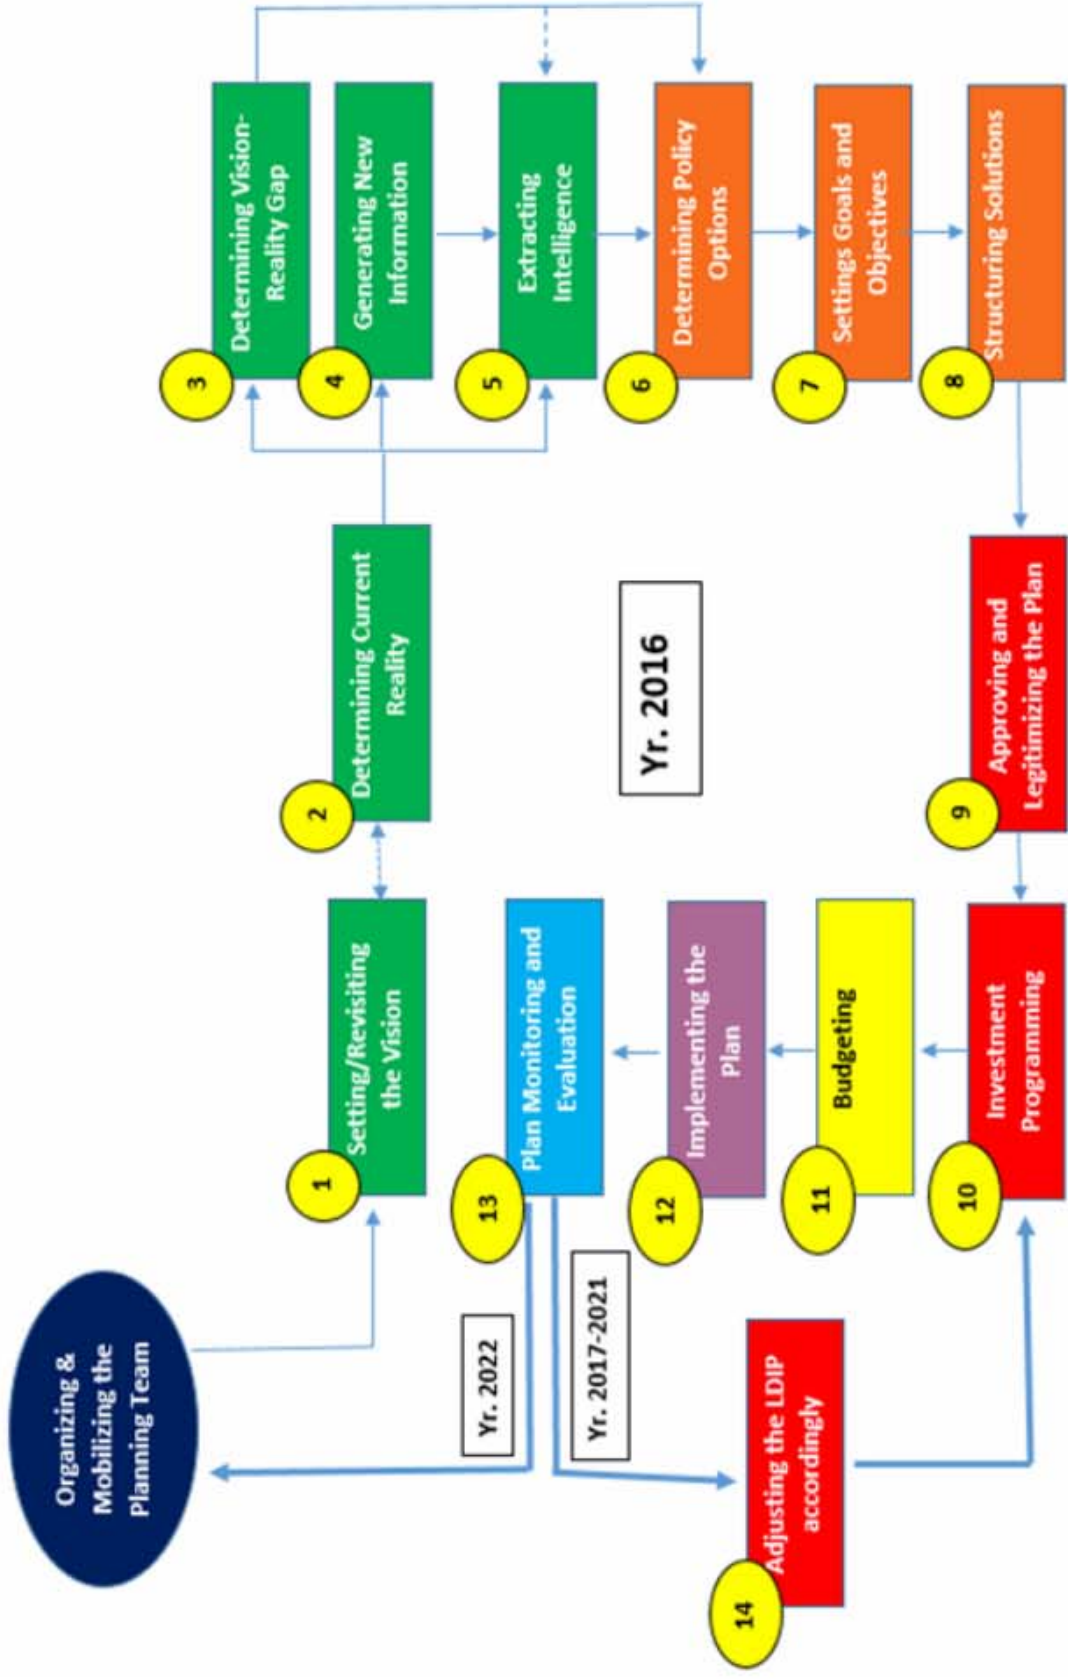 Organizing &
Mobilizing the
Planning Team
1
Setting/Revisiting
the Vision
2
Determining Current
Reality
3
Determining Vision-
Reality Gap
4
Generating New
Information
5
Extracting
Intelligence
6
Determining Policy
Options
7
Settings Goals and
Objectives
8
Structuring Solutions
9
Approving and
Legitimizing the Plan
10
Investment
Programming
11
Budgeting
12
Implementing the
Plan
13
Plan Monitoring and
Evaluation
14
Adjusting the LDIP
accordingly
Yr. 2022
Yr. 2017-2021
Yr. 2016